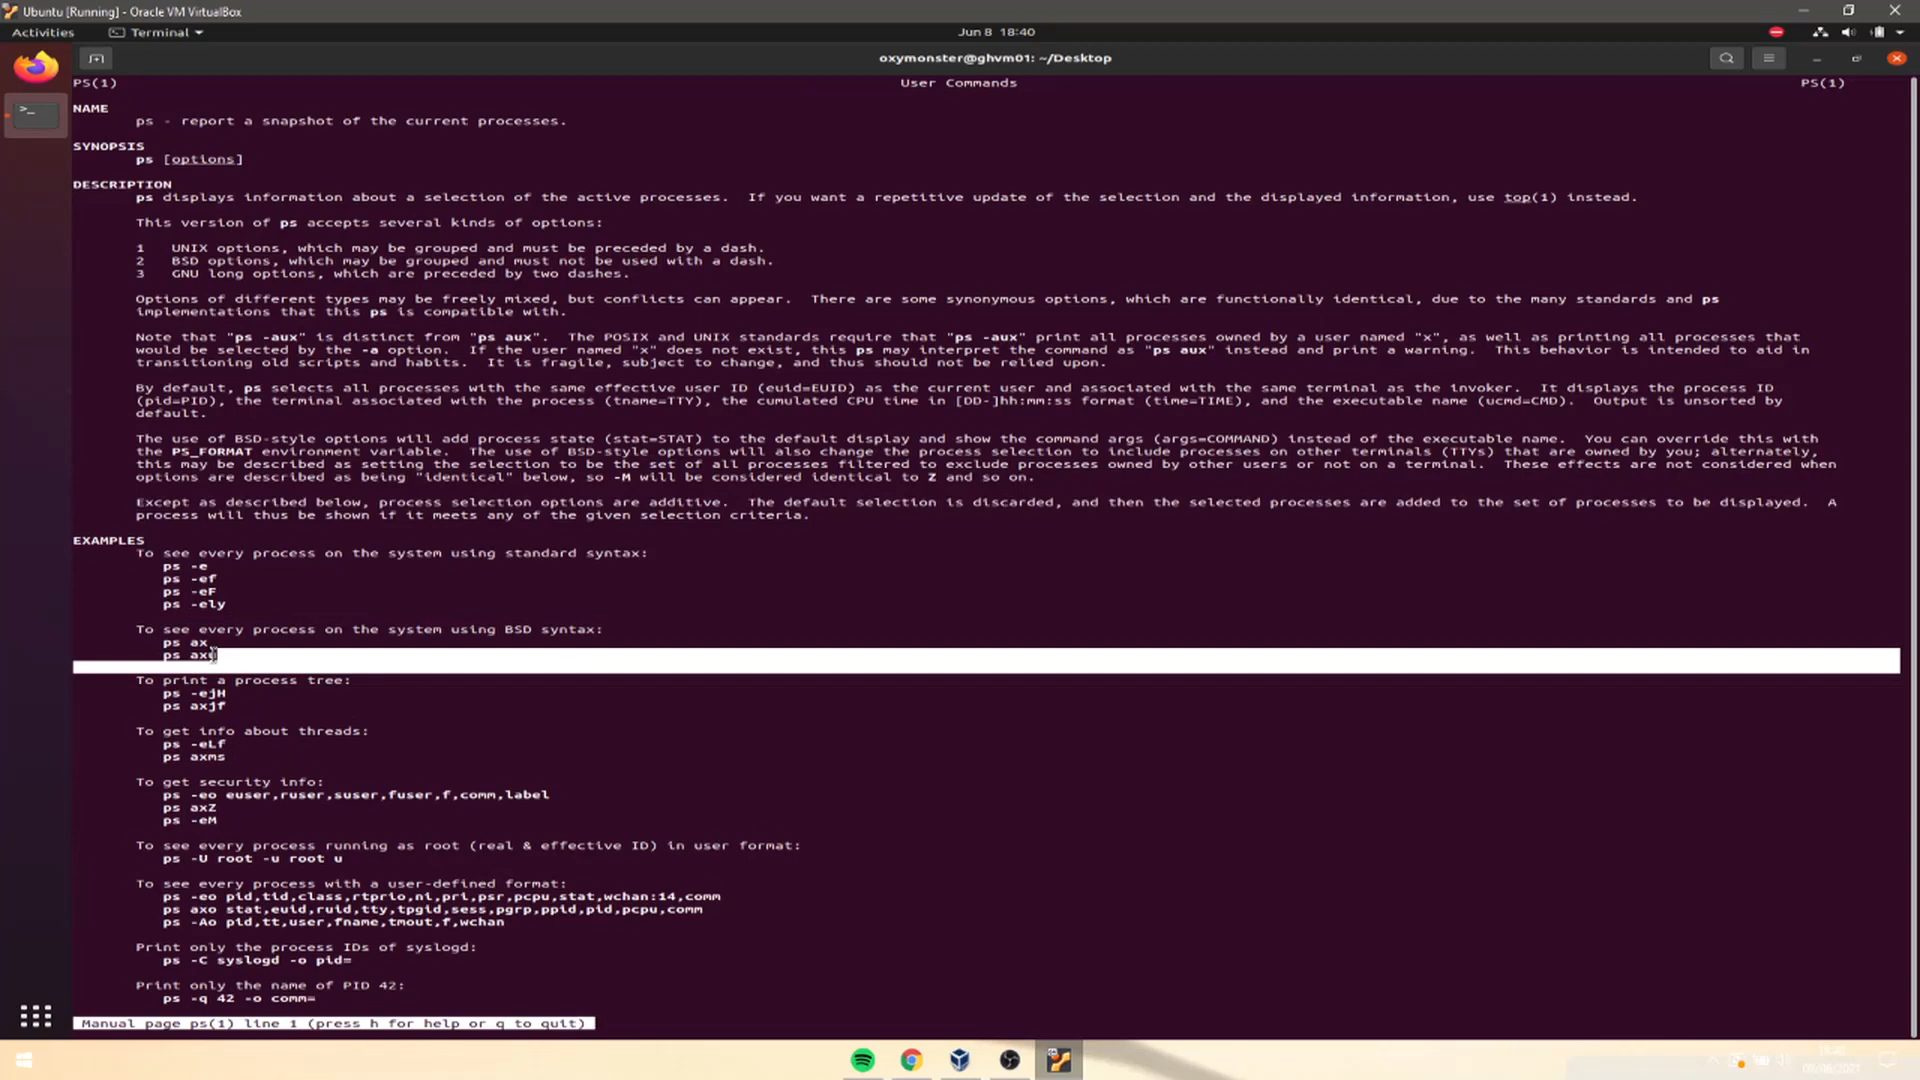 Ubuntu [Running] - Oracle VM VirtualBox
Activities Terminal Jun 8 18:40
oxymonster@ghvm01: ~/Desktop
PS(1) User Commands PS(1)
NAME
ps - report a snapshot of the current processes.
SYNOPSIS
ps [options]
DESCRIPTION
ps displays information about a selection of the active processes. If you want a repetitive update of the selection and the displayed information, use top(1) instead.
This version of ps accepts several kinds of options:
1 UNIX options, which may be grouped and must be preceded by a dash.
2 BSD options, which may be grouped and must not be used with a dash.
3 GNU long options, which are preceded by two dashes.
Options of different types may be freely mixed, but conflicts can appear. There are some synonymous options, which are functionally identical, due to the many standards and ps
implementations that this ps is compatible with.
Note that "ps -aux" is distinct from "ps aux". The POSIX and UNIX standards require that "ps -aux" print all processes owned by a user named "x", as well as printing all processes that
would be selected by the -a option. If the user named "x" does not exist, this ps may interpret the command as "ps aux" instead and print a warning. This behavior is intended to aid in
transitioning old scripts and habits. It is fragile, subject to change, and thus should not be relied upon.
By default, ps selects all processes with the same effective user ID (euid=EUID) as the current user and associated with the same terminal as the invoker. It displays the process ID
(pid=PID), the terminal associated with the process (tname=TTY), the cumulated CPU time in [DD-]hh:mm:ss format (time=TIME), and the executable name (ucmd=CMD). Output is unsorted by
default.
The use of BSD-style options will add process state (stat=STAT) to the default display and show the command args (args=COMMAND) instead of the executable name. You can override this with
the PS_FORMAT environment variable. The use of BSD-style options will also change the process selection to include processes on other terminals (TTYs) that are owned by you; alternately,
this may be described as setting the selection to be the set of all processes filtered to exclude processes owned by other users or not on a terminal. These effects are not considered when
options are described as being "identical" below, so -M will be considered identical to Z and so on.
Except as described below, process selection options are additive. The default selection is discarded, and then the selected processes are added to the set of processes to be displayed. A
process will thus be shown if it meets any of the given selection criteria.
EXAMPLES
To see every process on the system using standard syntax:
ps -e
ps -ef
ps -eF
ps -ely
To see every process on the system using BSD syntax:
ps ax
ps axu
To print a process tree:
ps -ejH
ps axjf
To get info about threads:
ps -eLf
ps axms
To get security info:
ps -eo euser,ruser,suser,fuser,f,comm,label
ps axZ
ps -eM
To see every process running as root (real & effective ID) in user format:
ps -U root -u root u
To see every process with a user-defined format:
ps -eo pid,tid,class,rtprio,ni,pri,psr,pcpu,stat,wchan:14,comm
ps axo stat,euid,ruid,tty,tpgid,sess,pgrp,ppid,pid,pcpu,comm
ps -Ao pid,tt,user,fname,tmout,f,wchan
Print only the process IDs of syslogd:
ps -C syslogd -o pid=
Print only the name of PID 42:
ps -q 42 -o comm=
Manual page ps(1) line 1 (press h for help or q to quit)